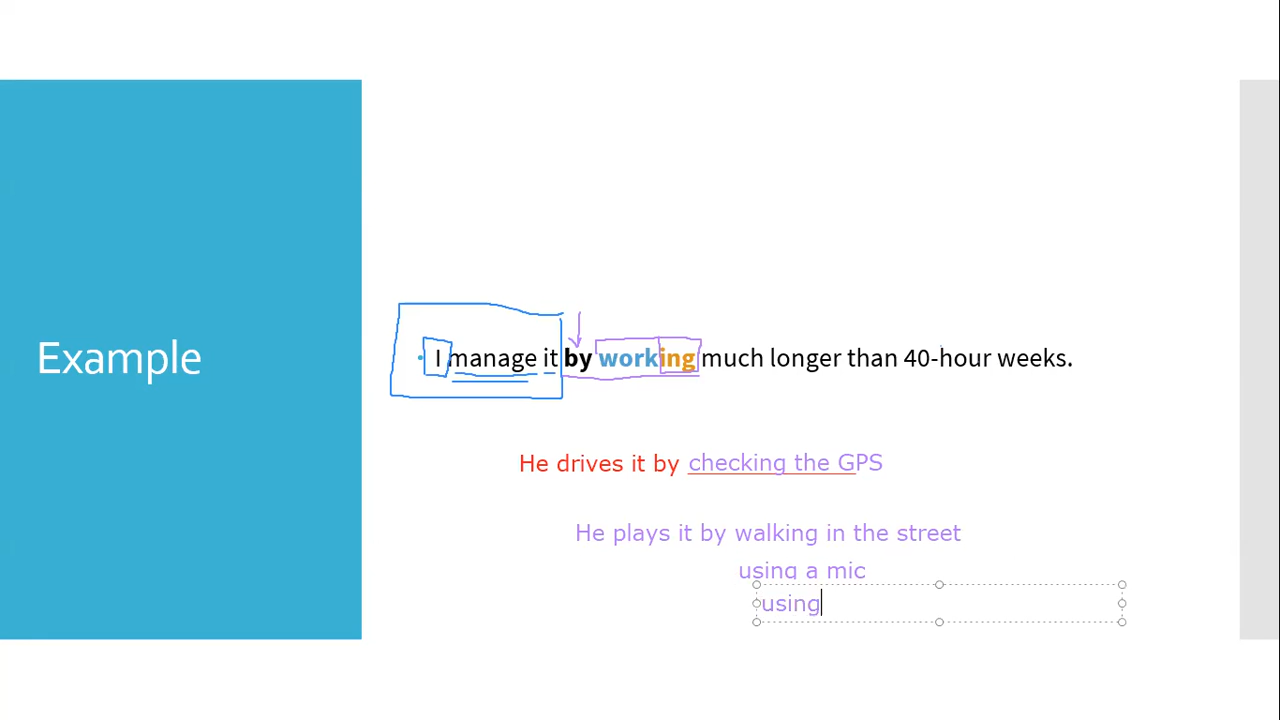 Example
• I manage it by working much longer than 40-hour weeks.
He drives it by checking the GPS
He plays it by walking in the street
using a mic
using